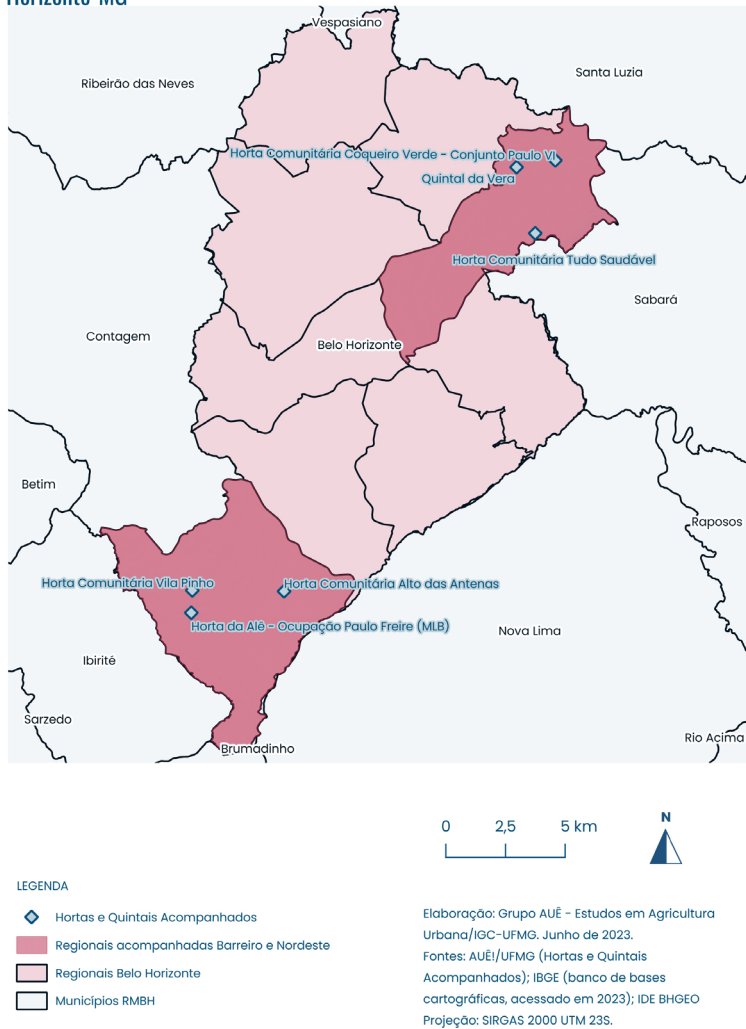 Horizonte-MG
Vespasiano
Santa Luzia
Ribeirão das Neves
Horta Comunitária Coqueiro Verde - Conjunto Paulo VI
Quintal da Vera
Horta Comunitária Tudo Saudável
Sabará
Contagem
Belo Horizonte
Betim
Raposos
Horta Comunitária Vila Pinho
Horta Comunitária Alto das Antenas
Horta da Alê - Ocupação Paulo Freire (MLB)
Nova Lima
Ibirité
Sarzedo
Rio Acima
Brumadinho
N
0 2,5 5 km
LEGENDA
Hortas e Quintais Acompanhados
Regionais acompanhadas Barreiro e Nordeste
Regionais Belo Horizonte
Municípios RMBH
Elaboração: Grupo AUÊ - Estudos em Agricultura
Urbana/IGC-UFMG. Junho de 2023.
Fontes: AUÊ!/UFMG (Hortas e Quintais
Acompanhados); IBGE (banco de bases
cartográficas, acessado em 2023); IDE BHGEO
Projeção: SIRGAS 2000 UTM 23S.